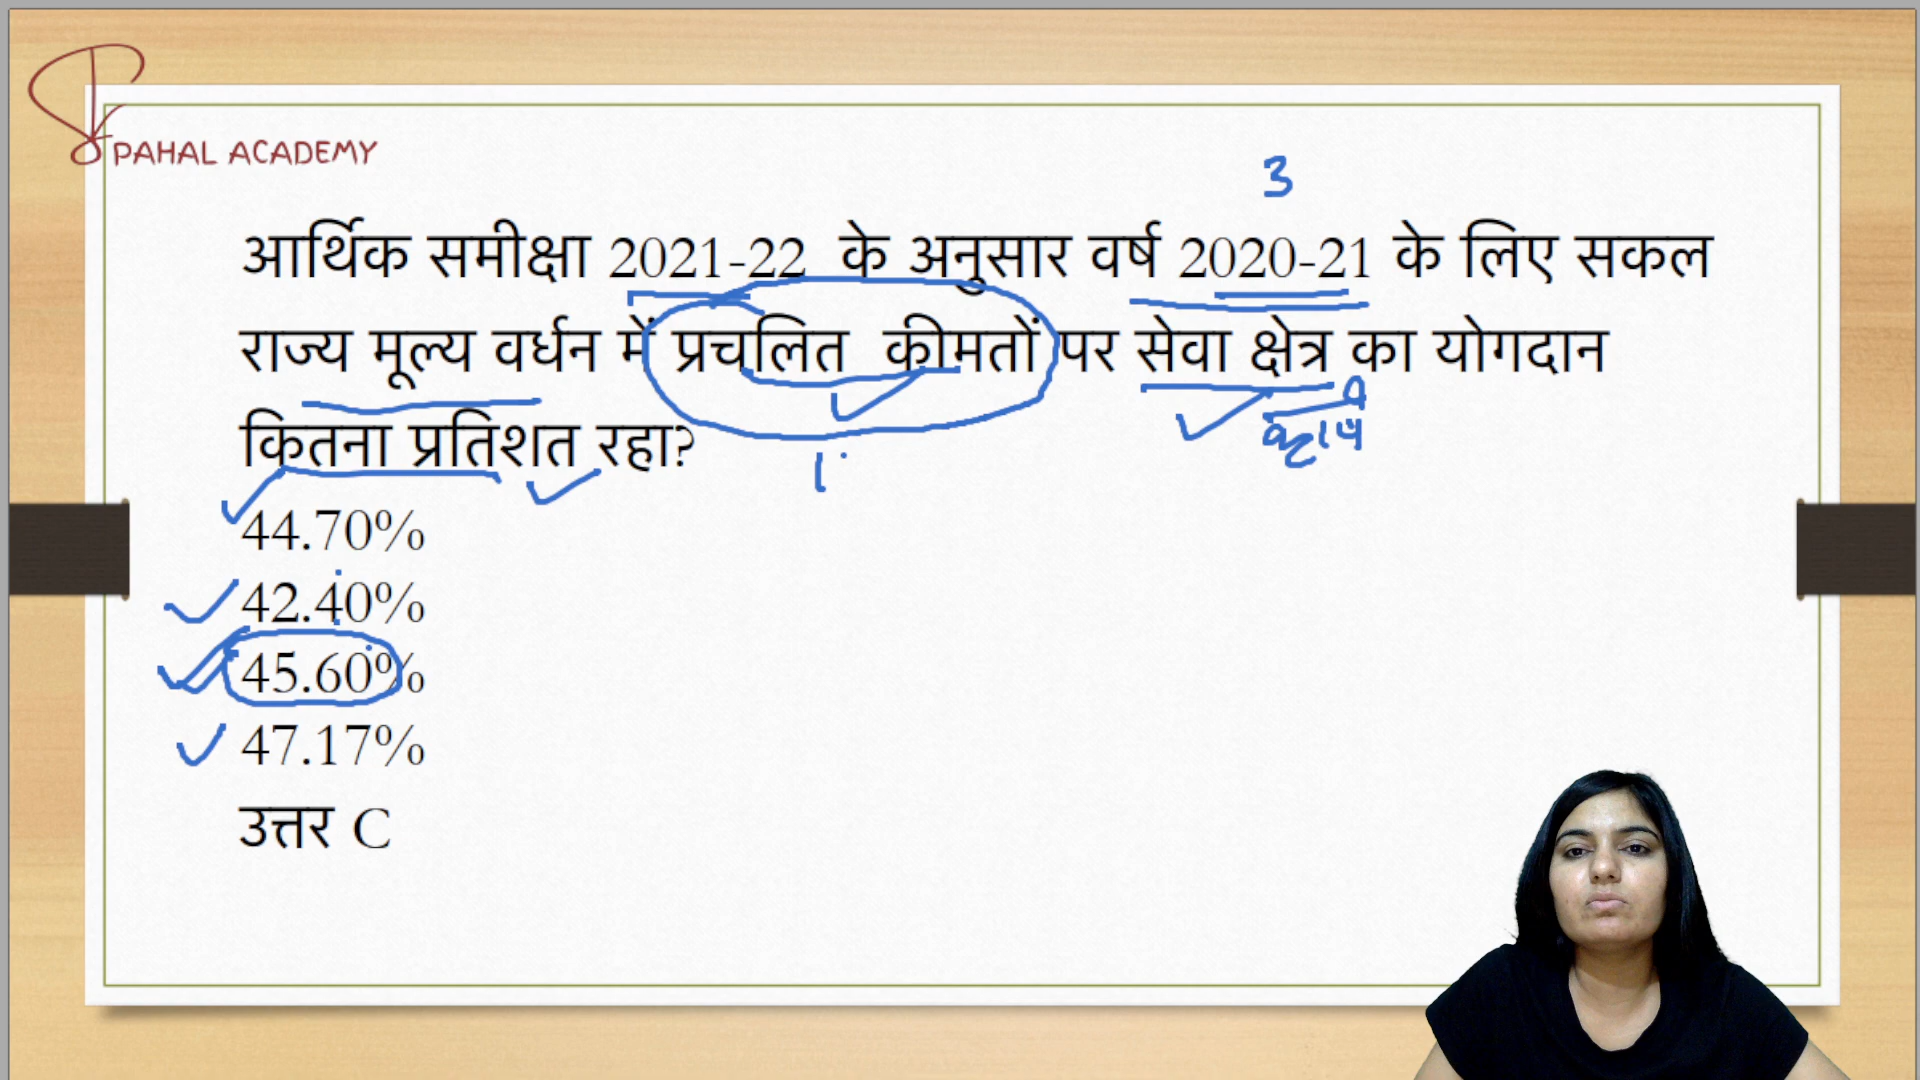 PAHAL ACADEMY
3
आर्थिक समीक्षा 2021-22 के अनुसार वर्ष 2020-21 के लिए सकल
राज्य मूल्य वर्धन में प्रचलित कीमतों पर सेवा क्षेत्र का योगदान
कितना प्रतिशत रहा?
44.70%
42.40%
45.60%
47.17%
उत्तर C